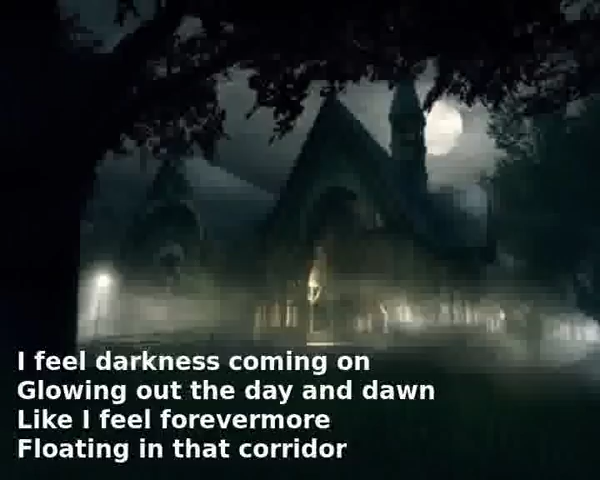 I feel darkness coming on
Glowing out the day and dawn
Like I feel forevermore
Floating in that corridor